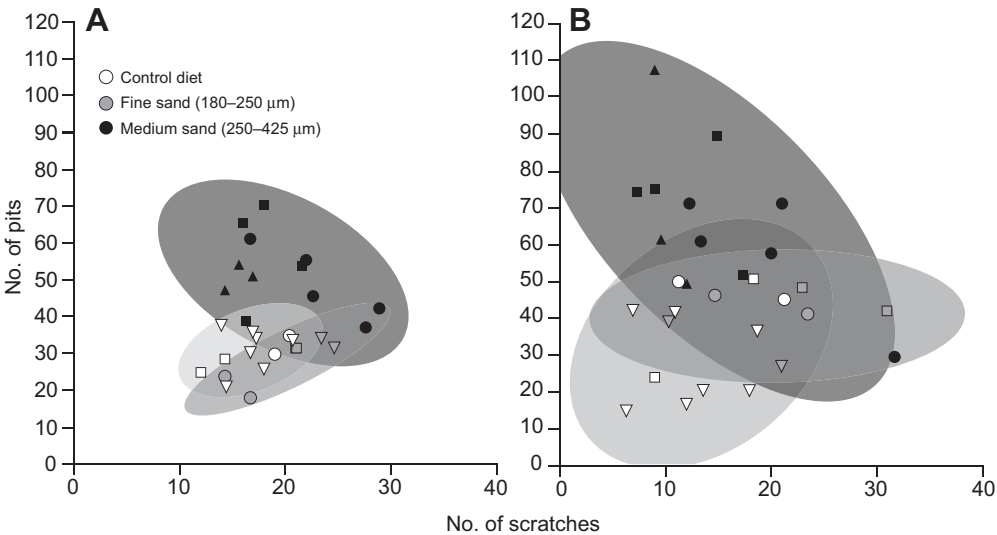 A
B
No. of pits
120
110
100
90
80
70
60
50
40
30
20
10
0
Control diet
Fine sand (180–250 μm)
Medium sand (250–425 μm)
0 10 20 30 40
120
110
100
90
80
70
60
50
40
30
20
10
0
0 10 20 30 40
No. of scratches